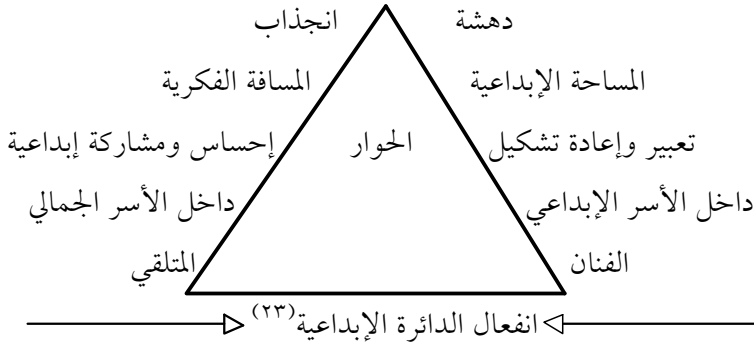 دهشة انجذاب
المساحة الإبداعية المسافة الفكرية
تعبير وإعادة تشكيل الحوار إحساس ومشاركة إبداعية
داخل الأسر الإبداعي داخل الأسر الجمالي
الفنان المتلقي
انفعال الدائرة الإبداعية(٢٣)